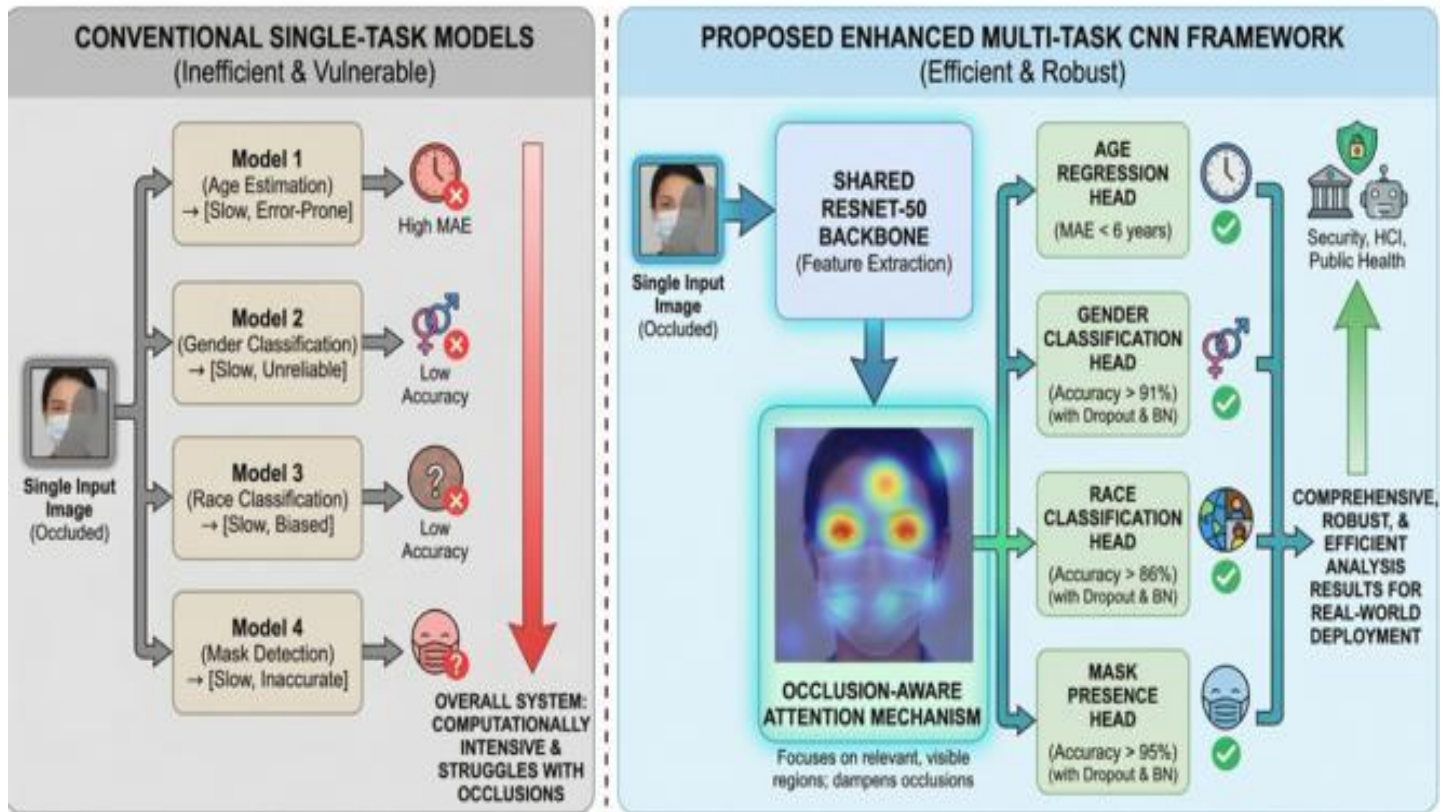 CONVENTIONAL SINGLE-TASK MODELS
(Inefficient & Vulnerable)
Model 1
(Age Estimation)
→ [Slow, Error-Prone]
High MAE
Model 2
(Gender Classification)
→ [Slow, Unreliable]
Low
Accuracy
Single Input
Image
(Occluded)
Model 3
(Race Classification)
→ [Slow, Biased]
?
Low
Accuracy
Model 4
(Mask Detection)
→ [Slow, Inaccurate]
?
OVERALL SYSTEM:
COMPUTATIONALLY
INTENSIVE &
STRUGGLES WITH
OCCLUSIONS
PROPOSED ENHANCED MULTI-TASK CNN FRAMEWORK
(Efficient & Robust)
Single Input
Image
(Occluded)
SHARED
RESNET-50
BACKBONE
(Feature Extraction)
OCCLUSION-AWARE
ATTENTION MECHANISM
Focuses on relevant, visible
regions; dampens occlusions
AGE
REGRESSION
HEAD
(MAE < 6 years)
GENDER
CLASSIFICATION
HEAD
(Accuracy > 91%)
(with Dropout & BN)
RACE
CLASSIFICATION
HEAD
(Accuracy > 86%)
(with Dropout & BN)
MASK
PRESENCE
HEAD
(Accuracy > 95%)
(with Dropout & BN)
Security, HCI,
Public Health
COMPREHENSIVE,
ROBUST, &
EFFICIENT
ANALYSIS
RESULTS FOR
REAL-WORLD
DEPLOYMENT